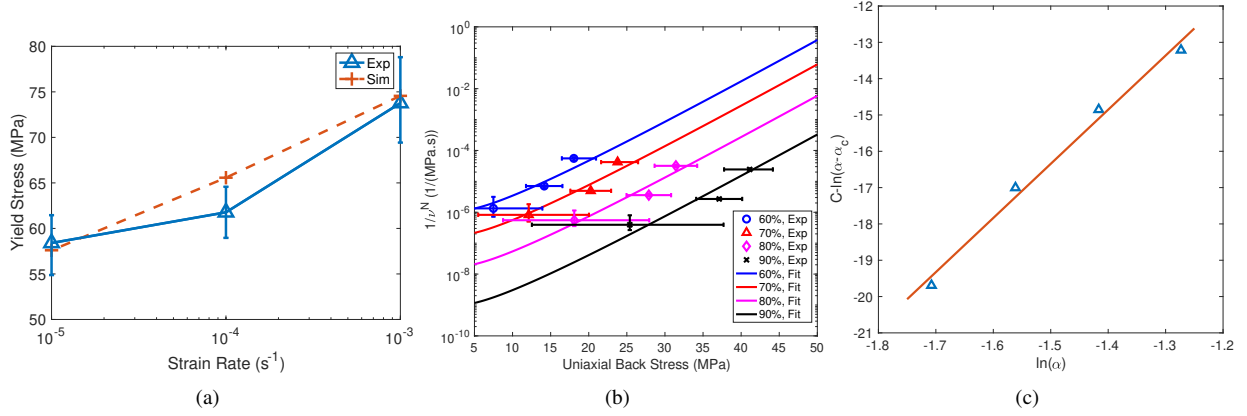 80
75
70
65
60
55
50
Yield Stress (MPa)
10-5
10-4
10-3
Strain Rate (s-1)
Exp
Sim
(a)
100
10-2
10-4
10-6
10-8
10-10
1/νN (1/(MPa.s))
5 10 15 20 25 30 35 40 45 50
Uniaxial Back Stress (MPa)
60%, Exp
70%, Exp
80%, Exp
90%, Exp
60%, Fit
70%, Fit
80%, Fit
90%, Fit
(b)
-12
-13
-14
-15
-16
-17
-18
-19
-20
-21
C-ln(α-αc)
-1.8 -1.7 -1.6 -1.5 -1.4 -1.3 -1.2
ln(α)
(c)